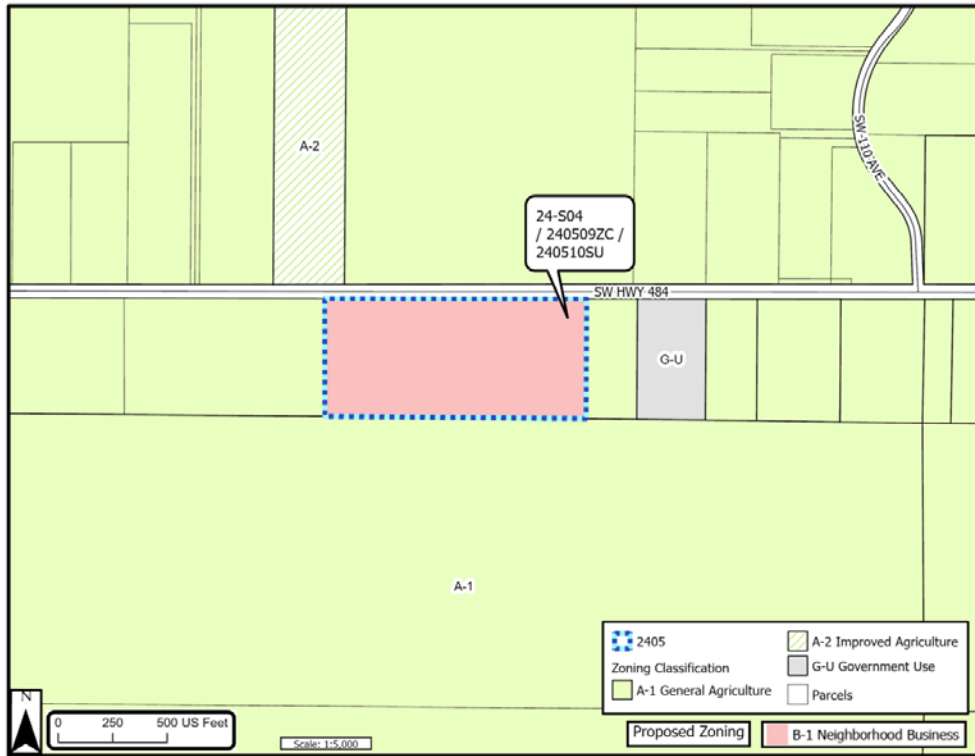 A-2
SW 110 AVE
24-S04
/ 240509ZC /
240510SU
SW HWY 484
G-U
A-1
2405
Zoning Classification
A-1 General Agriculture
A-2 Improved Agriculture
G-U Government Use
Parcels
N
0 250 500 US Feet
Scale: 1:5,000
Proposed Zoning
B-1 Neighborhood Business